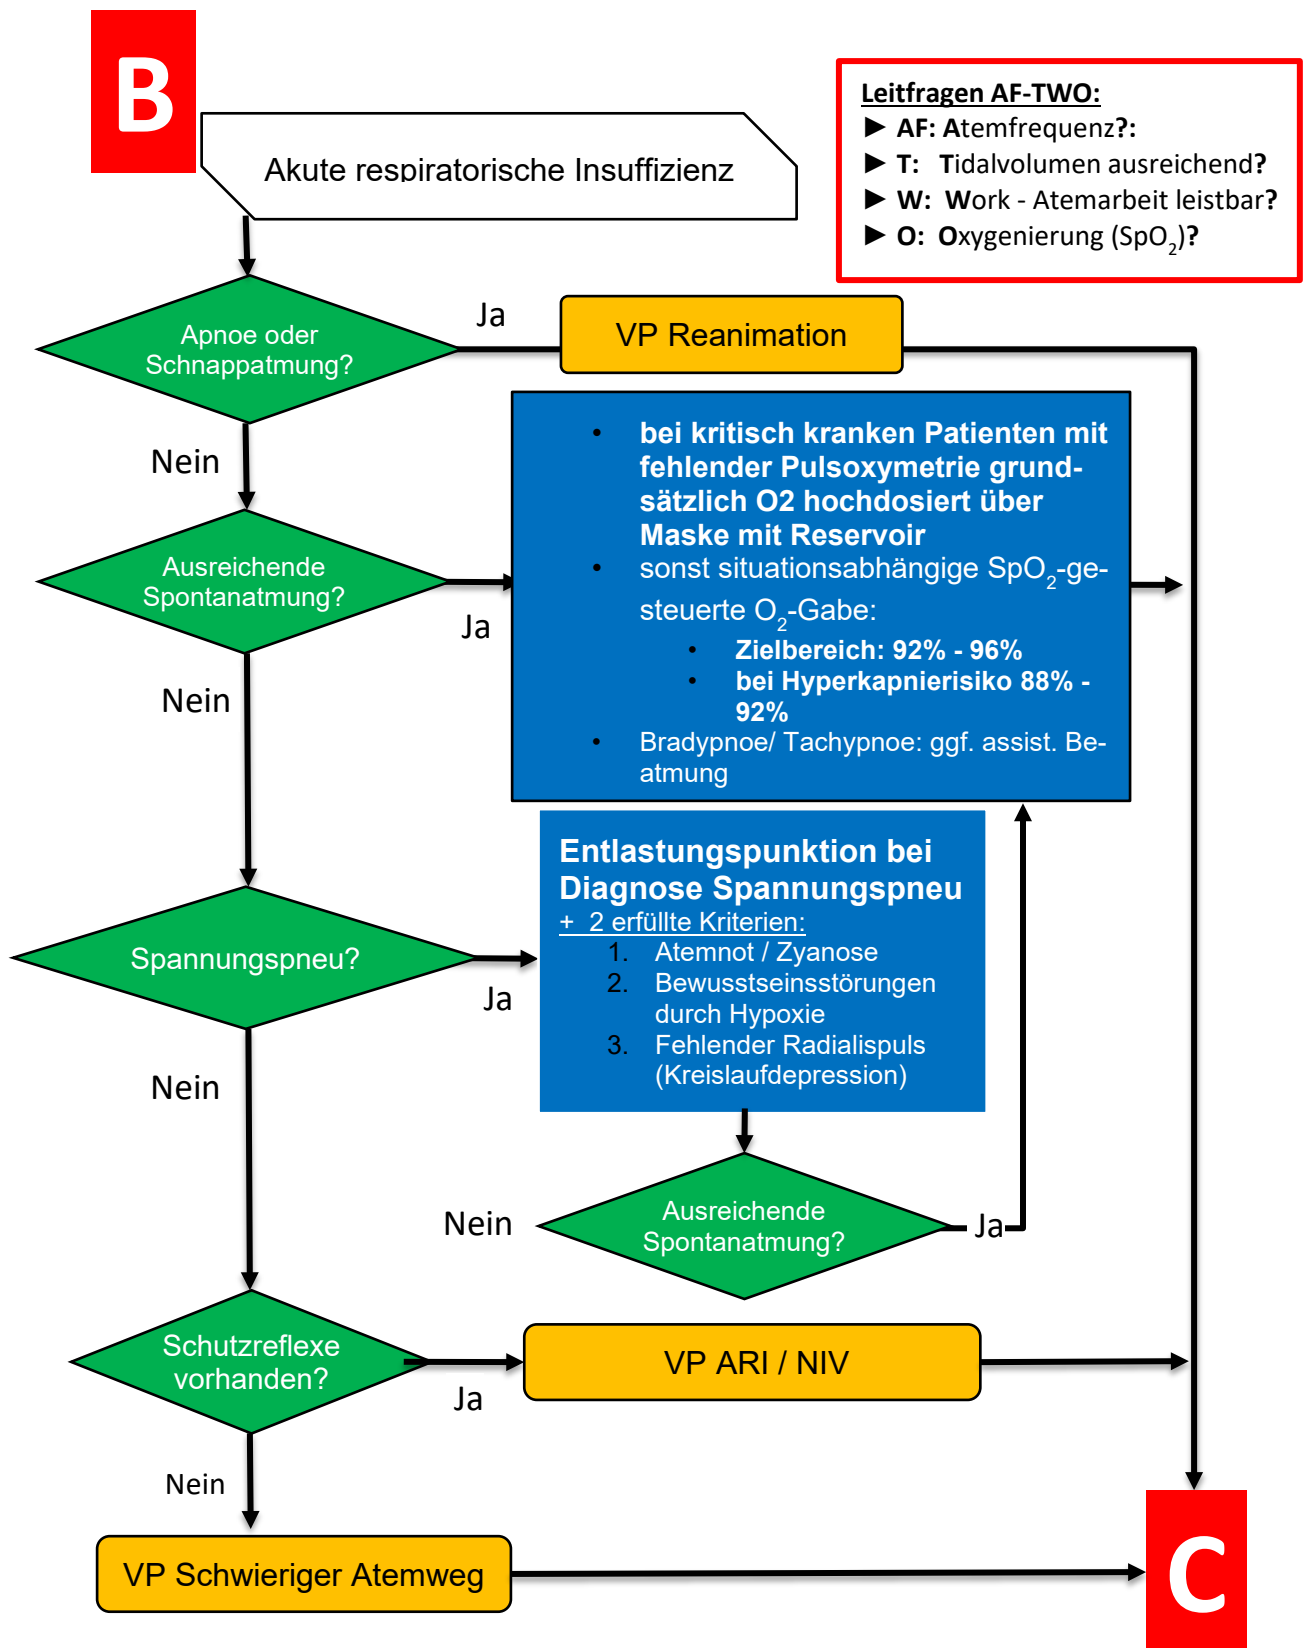 B
Akute respiratorische Insuffizienz
Leitfragen AF-TWO:
► AF: Atemfrequenz?:
► T: Tidalvolumen ausreichend?
► W: Work - Atemarbeit leistbar?
► O: Oxygenierung (SpO₂)?
Apnoe oder
Schnappatmung?
Ja
VP Reanimation
Nein
• bei kritisch kranken Patienten mit
fehlender Pulsoxymetrie grund-
sätzlich O2 hochdosiert über
Maske mit Reservoir
• sonst situationsabhängige SpO₂-ge-
steuerte O₂-Gabe:
• Zielbereich: 92% - 96%
• bei Hyperkapnierisiko 88% -
92%
• Bradypnoe/ Tachypnoe: ggf. assist. Be-
atmung
Ausreichende
Spontanatmung?
Ja
Nein
Entlastungspunktion bei
Diagnose Spannungspneu
+ 2 erfüllte Kriterien:
1. Atemnot / Zyanose
2. Bewusstseinsstörungen
durch Hypoxie
3. Fehlender Radialispuls
(Kreislaufdepression)
Spannungspneu?
Ja
Nein
Ausreichende
Spontanatmung?
Nein
Ja
Schutzreflexe
vorhanden?
Ja
VP ARI / NIV
Nein
VP Schwieriger Atemweg
C